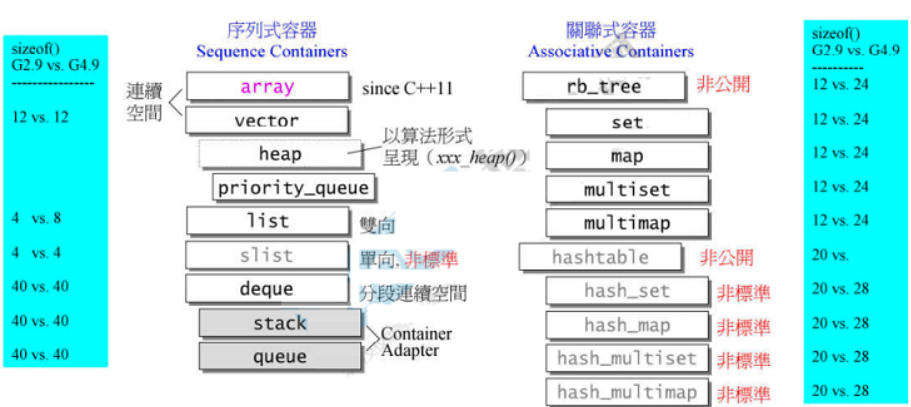 sizeof()
G2.9 vs. G4.9
----------------
12 vs. 12
4 vs. 8
4 vs. 4
40 vs. 40
40 vs. 40
40 vs. 40
序列式容器
Sequence Containers
連續
空間
array
since C++11
vector
heap
以算法形式
呈現（xxx_heap()）
priority_queue
list
雙向
slist
單向, 非標準
deque
分段連續空間
stack
queue
Container
Adapter
關聯式容器
Associative Containers
rb_tree
非公開
set
map
multiset
multimap
hashtable
非公開
hash_set
非標準
hash_map
非標準
hash_multiset
非標準
hash_multimap
非標準
sizeof()
G2.9 vs. G4.9
----------
12 vs. 24
12 vs. 24
12 vs. 24
12 vs. 24
12 vs. 24
20 vs.
20 vs. 28
20 vs. 28
20 vs. 28
20 vs. 28